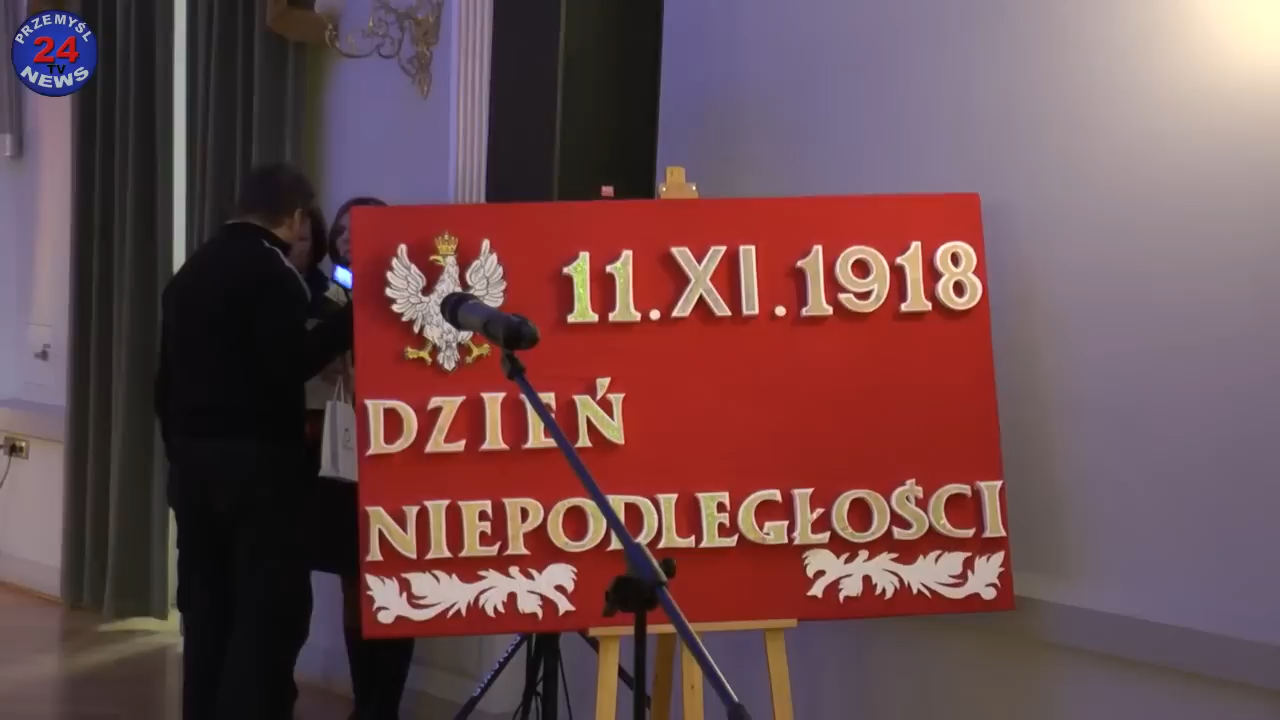 PRZEMYŚL
24
TV
NEWS
11.XI.1918
DZIEŃ
NIEPODLEGŁOŚCI